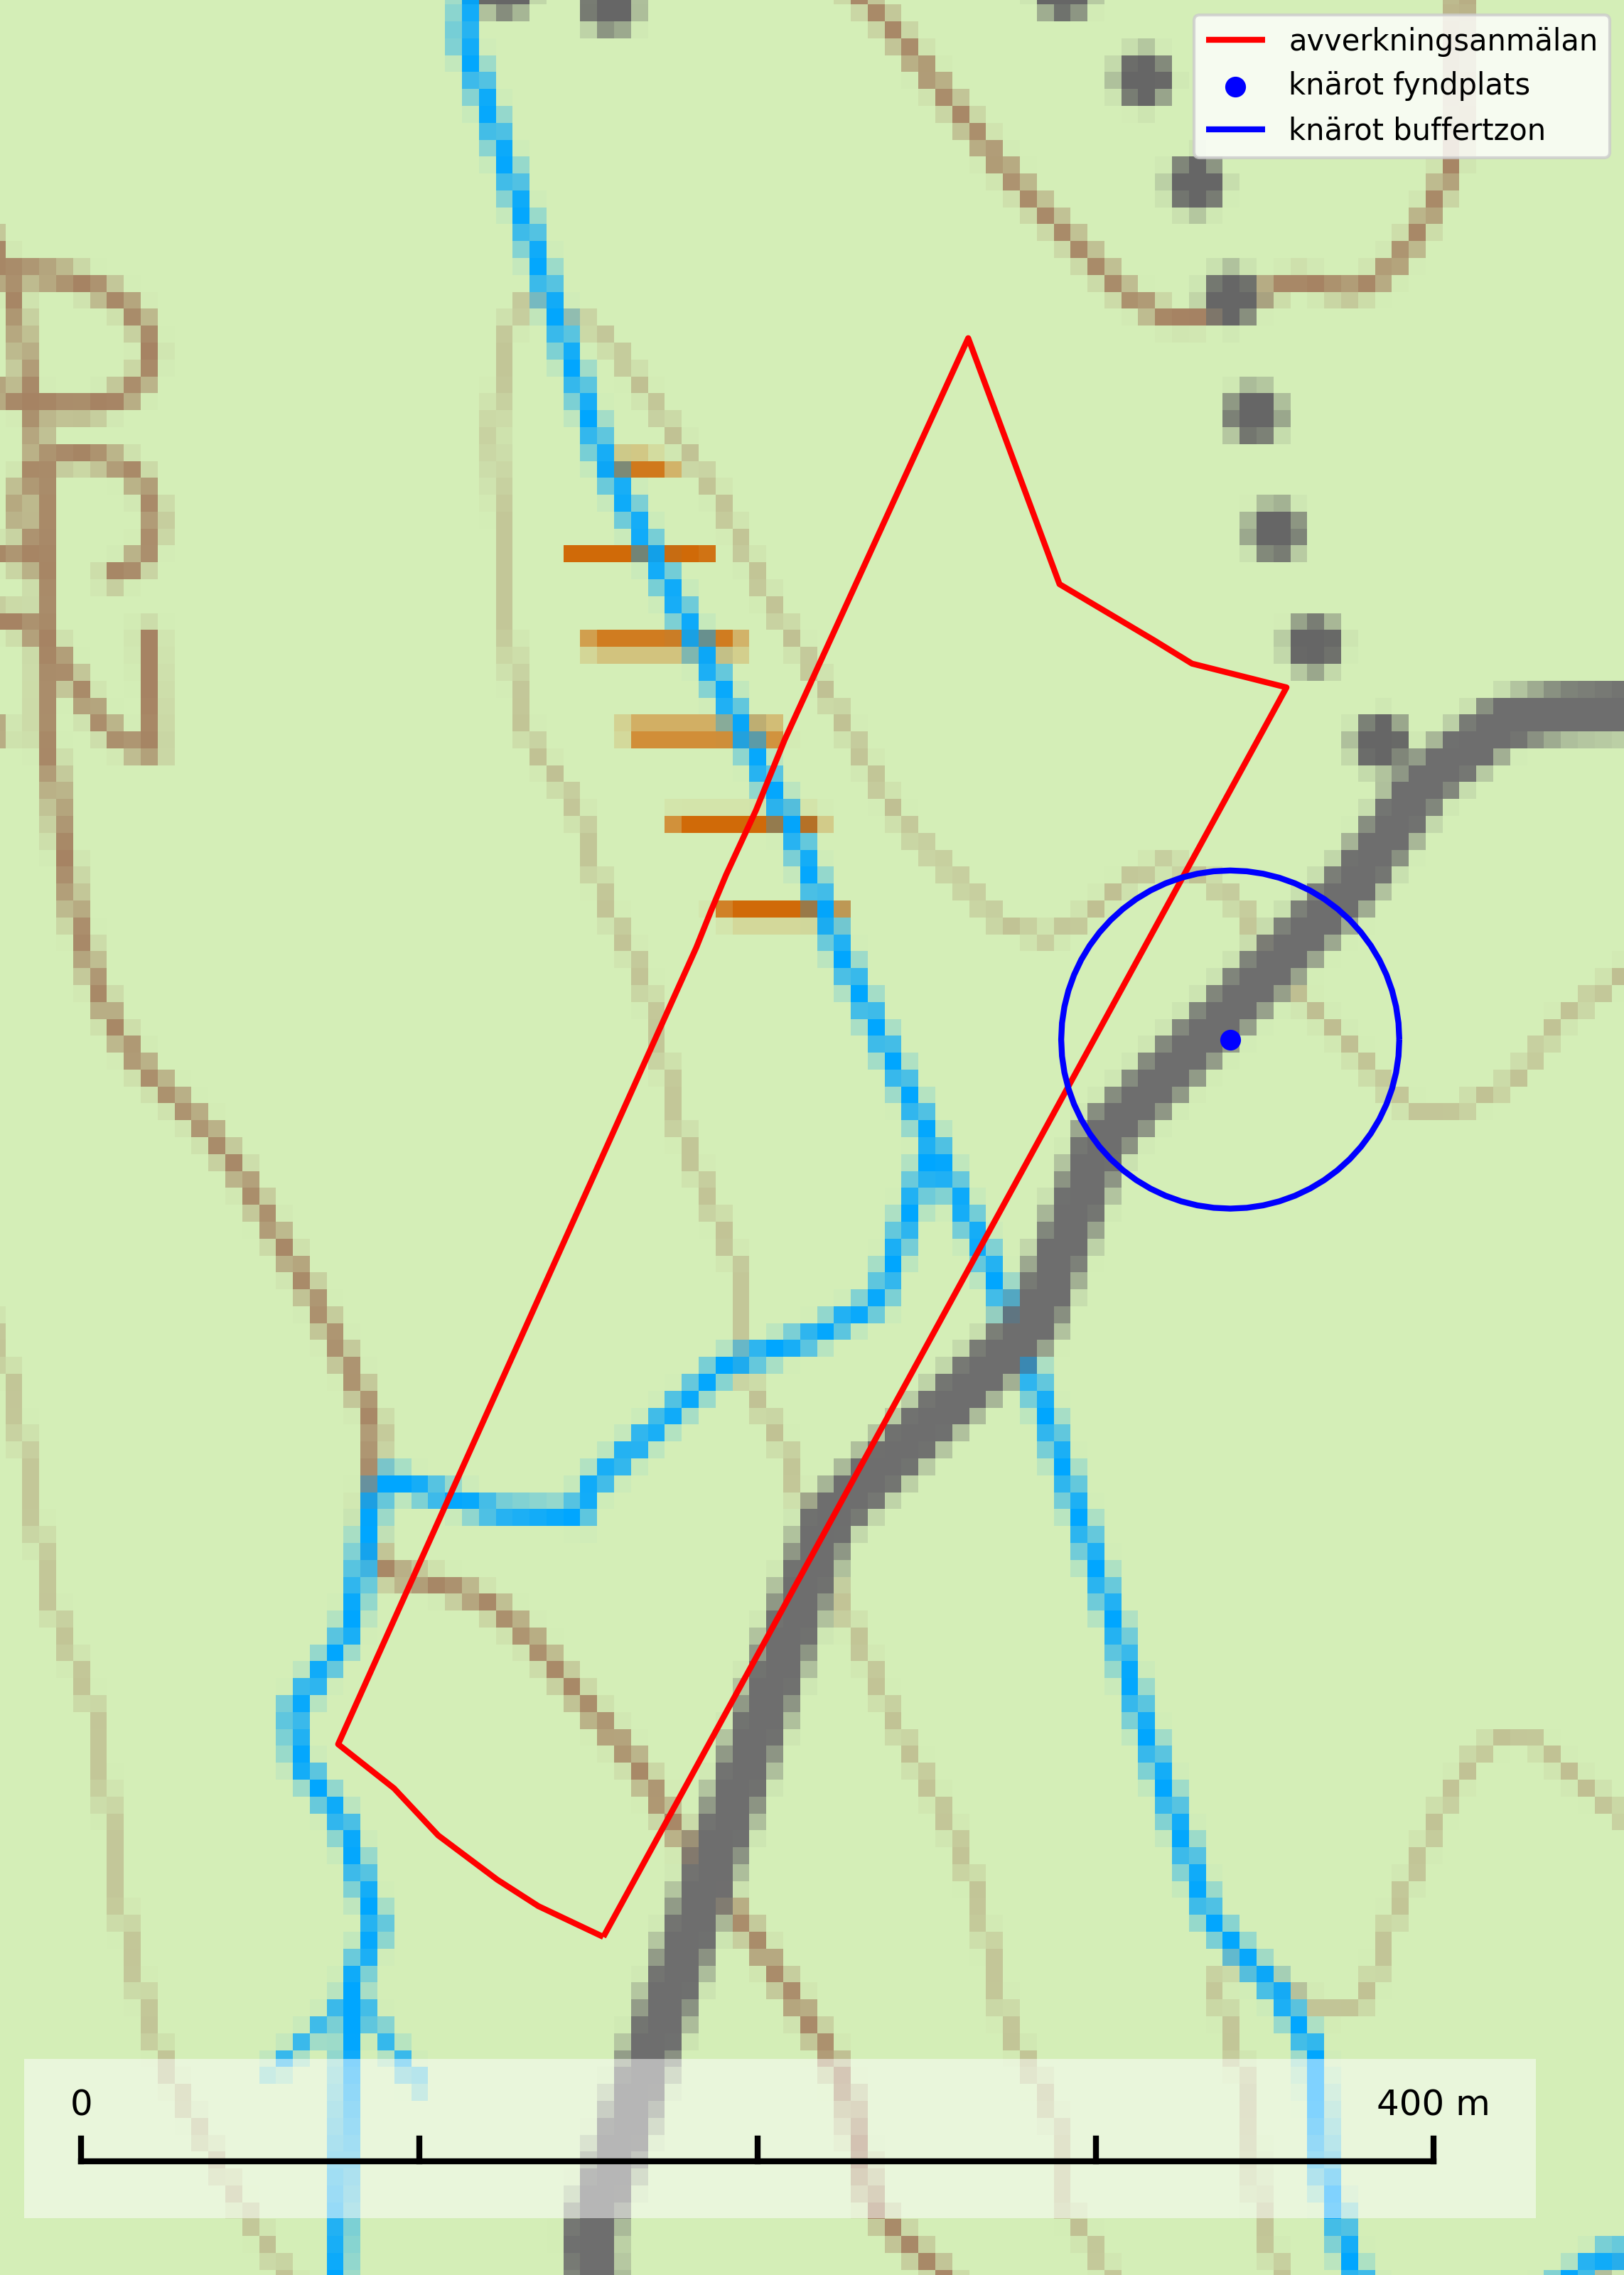 avverkningsanmälan
knärot fyndplats
knärot buffertzon
0
400 m